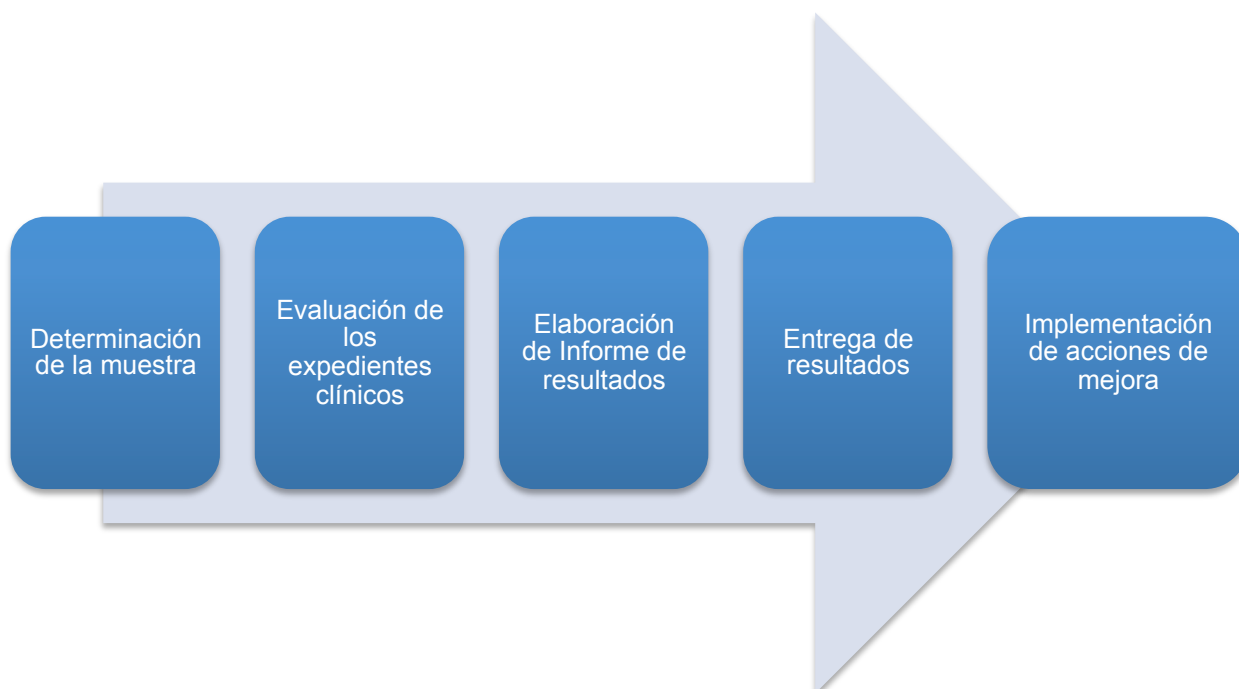 Determinación
de la muestra
Evaluación de
los
expedientes
clínicos
Elaboración
de Informe de
resultados
Entrega de
resultados
Implementación
de acciones de
mejora